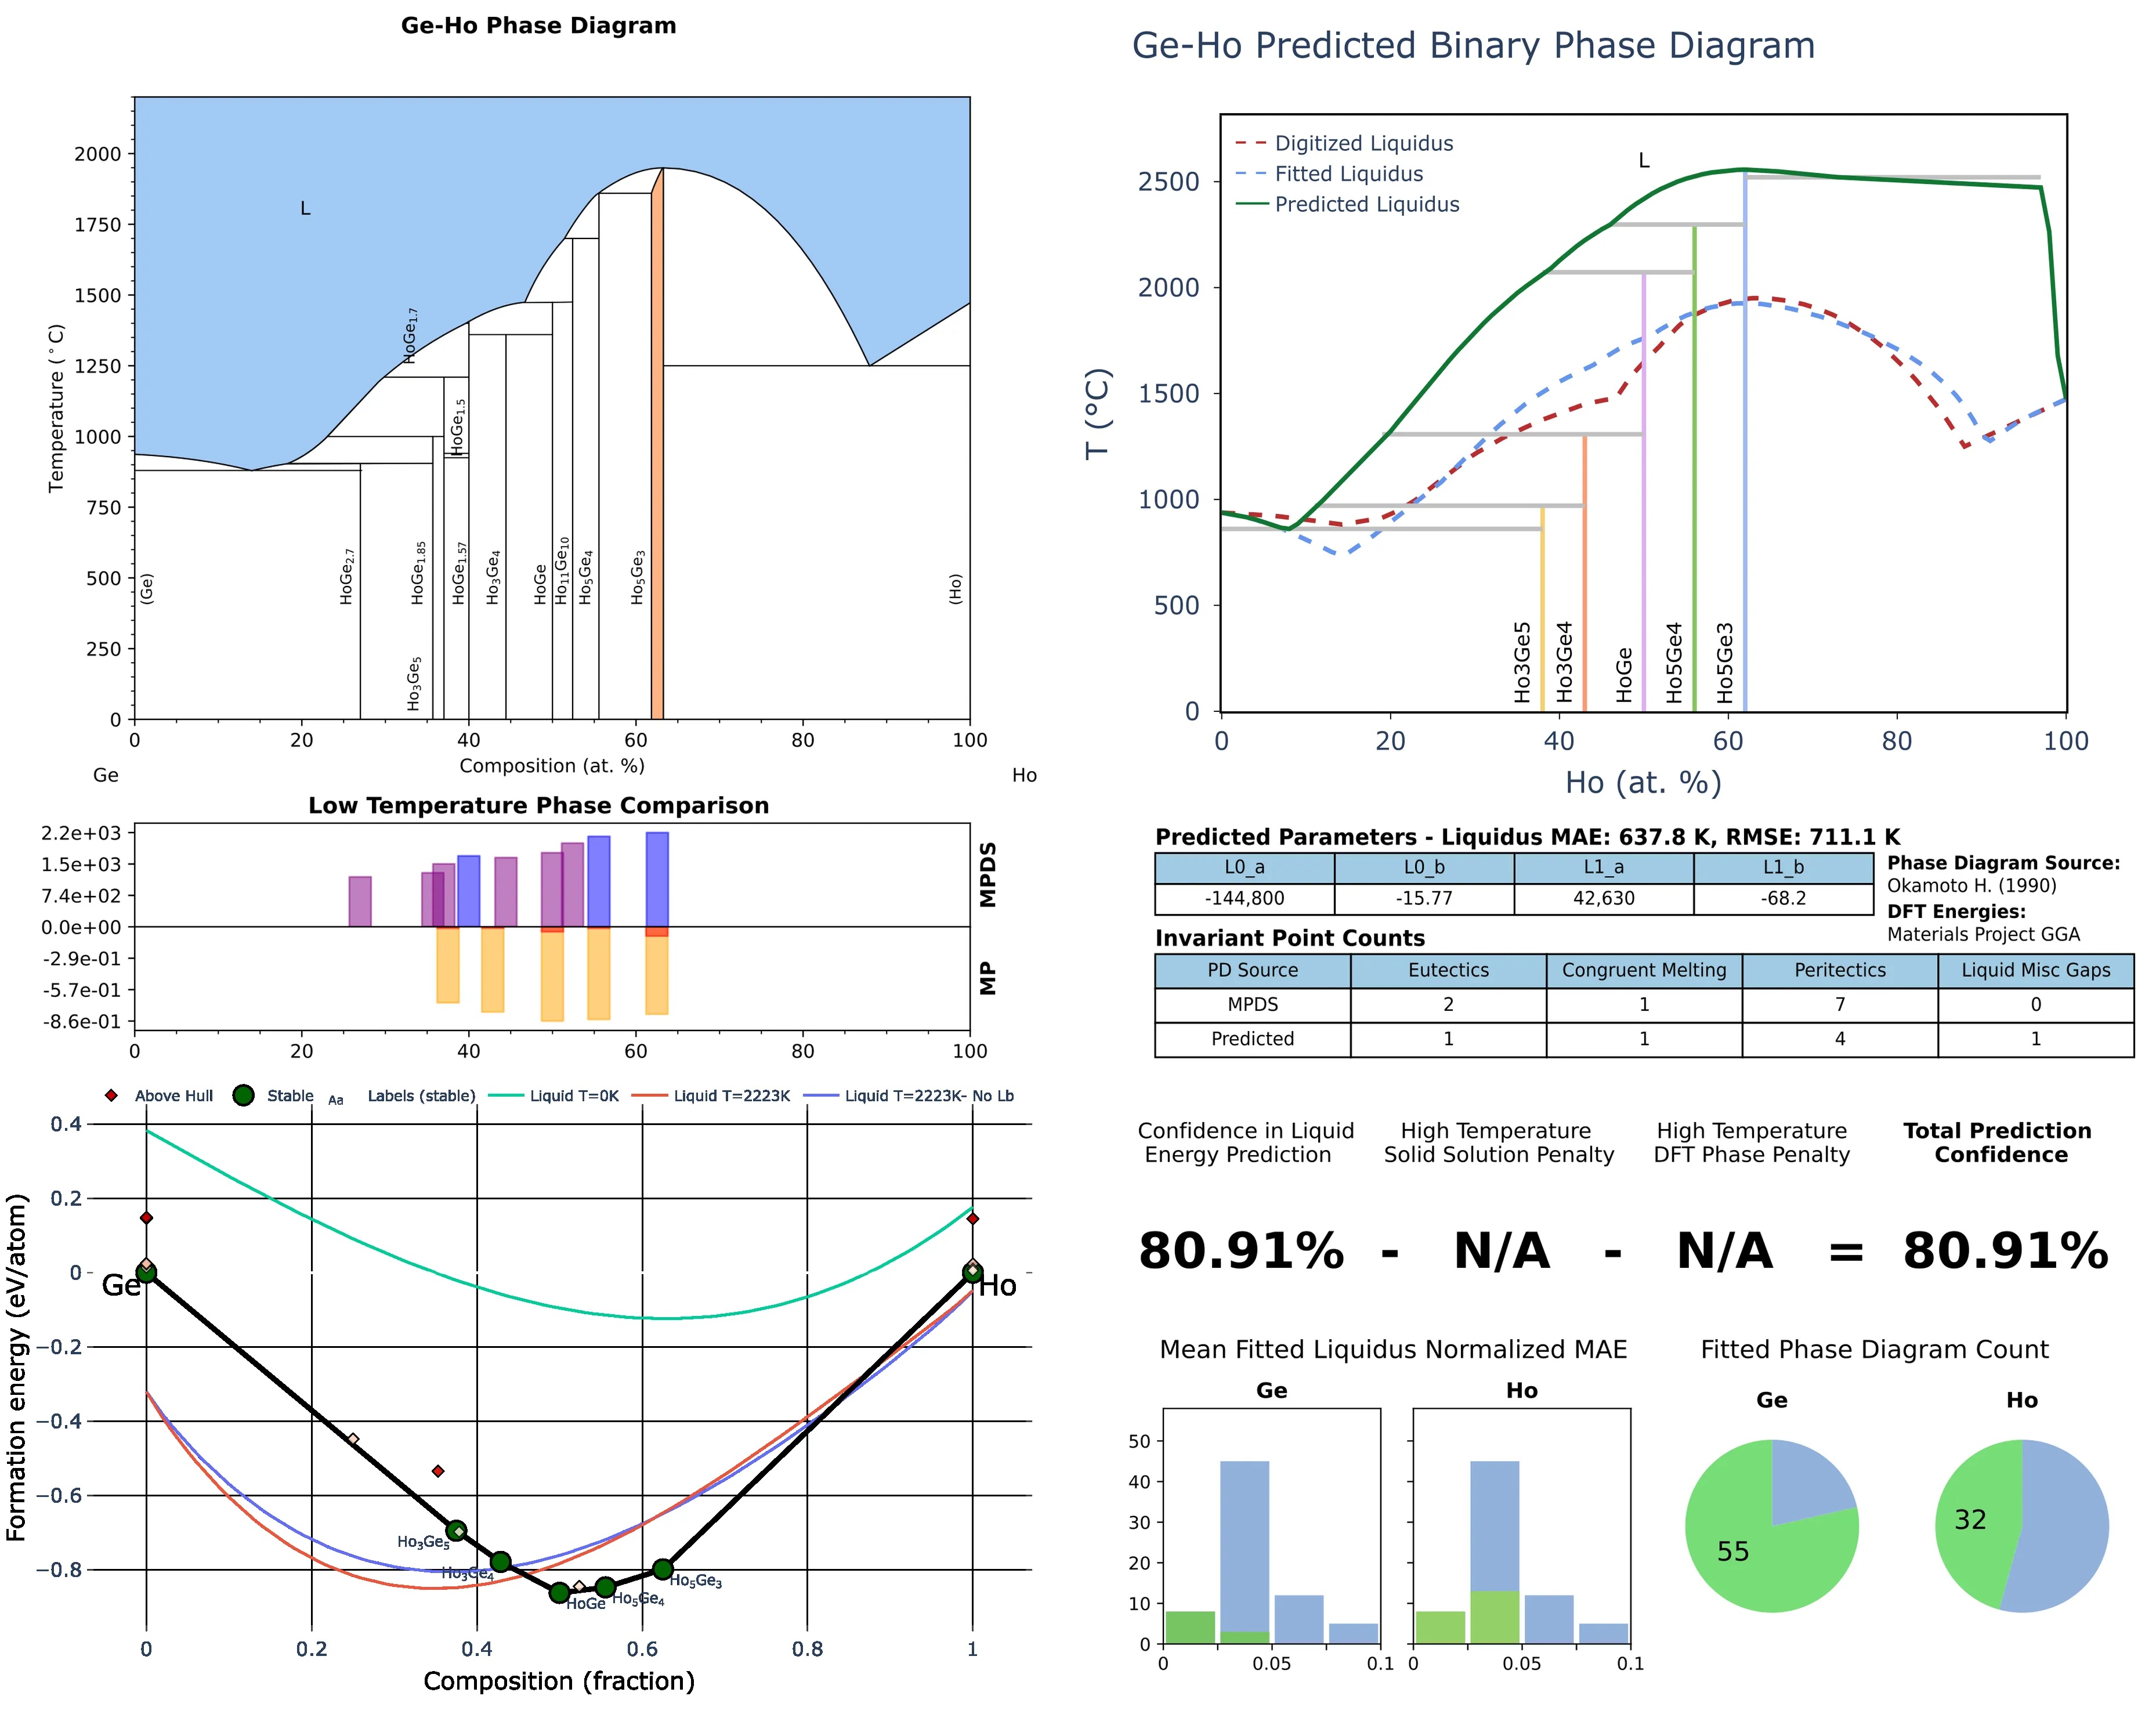 Ge-Ho Phase Diagram
2000
1750
1500
1250
1000
750
500
250
0
Temperature (°C)
L
HoGe1.7
HoGe1.5
(Ge)
HoGe2.7
Ho3Ge5
HoGe1.85
HoGe1.57
Ho3Ge4
HoGe
Ho11Ge10
Ho5Ge4
Ho5Ge3
(Ho)
0 20 40 60 80 100
Composition (at. %)
Ge Ho
Low Temperature Phase Comparison
2.2e+03
1.5e+03
7.4e+02
0.0e+00
-2.9e-01
-5.7e-01
-8.6e-01
MPDS
MP
0 20 40 60 80 100
Above Hull Stable Aa Labels (stable) Liquid T=0K Liquid T=2223K Liquid T=2223K- No Lb
0.4
0.2
0
−0.2
−0.4
−0.6
−0.8
Formation energy (eV/atom)
Ge
Ho
Ho3Ge5
Ho3Ge4
HoGe
Ho5Ge4
Ho5Ge3
0 0.2 0.4 0.6 0.8 1
Composition (fraction)
Ge-Ho Predicted Binary Phase Diagram
Digitized Liquidus
Fitted Liquidus
Predicted Liquidus
L
2500
2000
1500
1000
500
0
T (°C)
Ho3Ge5
Ho3Ge4
HoGe
Ho5Ge4
Ho5Ge3
0 20 40 60 80 100
Ho (at. %)
Predicted Parameters - Liquidus MAE: 637.8 K, RMSE: 711.1 K
L0_a L0_b L1_a L1_b
-144,800 -15.77 42,630 -68.2
Phase Diagram Source:
Okamoto H. (1990)
DFT Energies:
Materials Project GGA
Invariant Point Counts
PD Source Eutectics Congruent Melting Peritectics Liquid Misc Gaps
MPDS 2 1 7 0
Predicted 1 1 4 1
Confidence in Liquid
Energy Prediction
High Temperature
Solid Solution Penalty
High Temperature
DFT Phase Penalty
Total Prediction
Confidence
80.91% - N/A - N/A = 80.91%
Mean Fitted Liquidus Normalized MAE
Ge
Ho
50
40
30
20
10
0
0 0.05 0.1
0 0.05 0.1
Fitted Phase Diagram Count
Ge
Ho
55
32